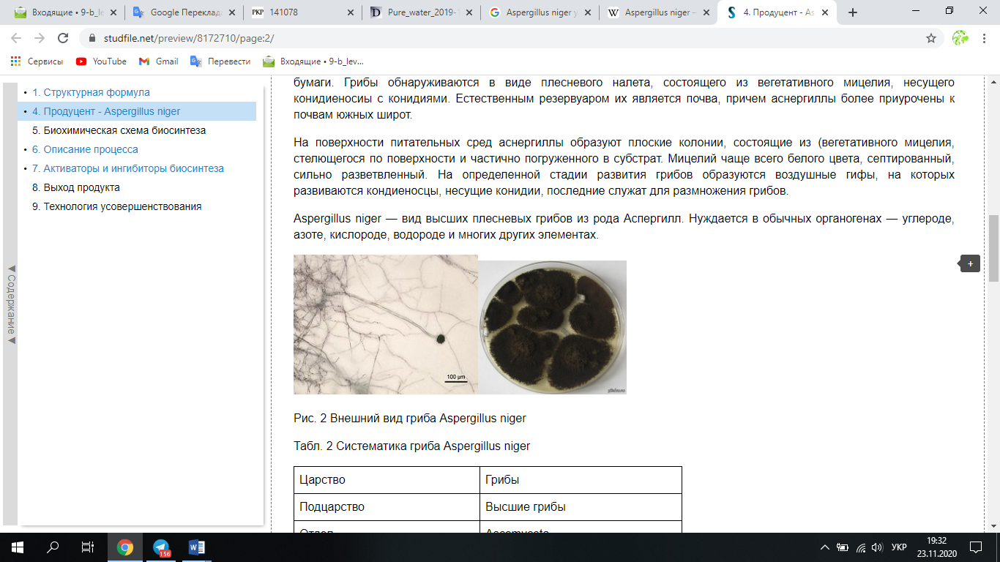 Входящие • 9-b_le
Google Переклада
141078
Pure_water_2019-1
Aspergillus niger у
Aspergillus niger –
4. Продуцент - As
studfile.net/preview/8172710/page:2/
Сервисы
YouTube
Gmail
Перевести
Входящие • 9-b_lev...
1. Структурная формула
4. Продуцент - Aspergillus niger
5. Биохимическая схема биосинтеза
6. Описание процесса
7. Активаторы и ингибиторы биосинтеза
8. Выход продукта
9. Технология усовершенствования
Содержание
бумаги. Грибы обнаруживаются в виде плесневого налета, состоящего из вегетативного мицелия, несущего
конидиеносиы с конидиями. Естественным резервуаром их является почва, причем аснергиллы более приурочены к
почвам южных широт.
На поверхности питательных сред аснергиллы образуют плоские колонии, состоящие из (вегетативного мицелия,
стелющегося по поверхности и частично погруженного в субстрат. Мицелий чаще всего белого цвета, септированный,
сильно разветвленный. На определенной стадии развития грибов образуются воздушные гифы, на которых
развиваются кондиеносцы, несущие конидии, последние служат для размножения грибов.
Aspergillus niger — вид высших плесневых грибов из рода Аспергилл. Нуждается в обычных органогенах — углероде,
азоте, кислороде, водороде и многих других элементах.
100 µm
Рис. 2 Внешний вид гриба Aspergillus niger
Табл. 2 Систематика гриба Aspergillus niger
Царство
Грибы
Подцарство
Высшие грибы
Отдел
Ascomycota
156
УКР
19:32
23.11.2020